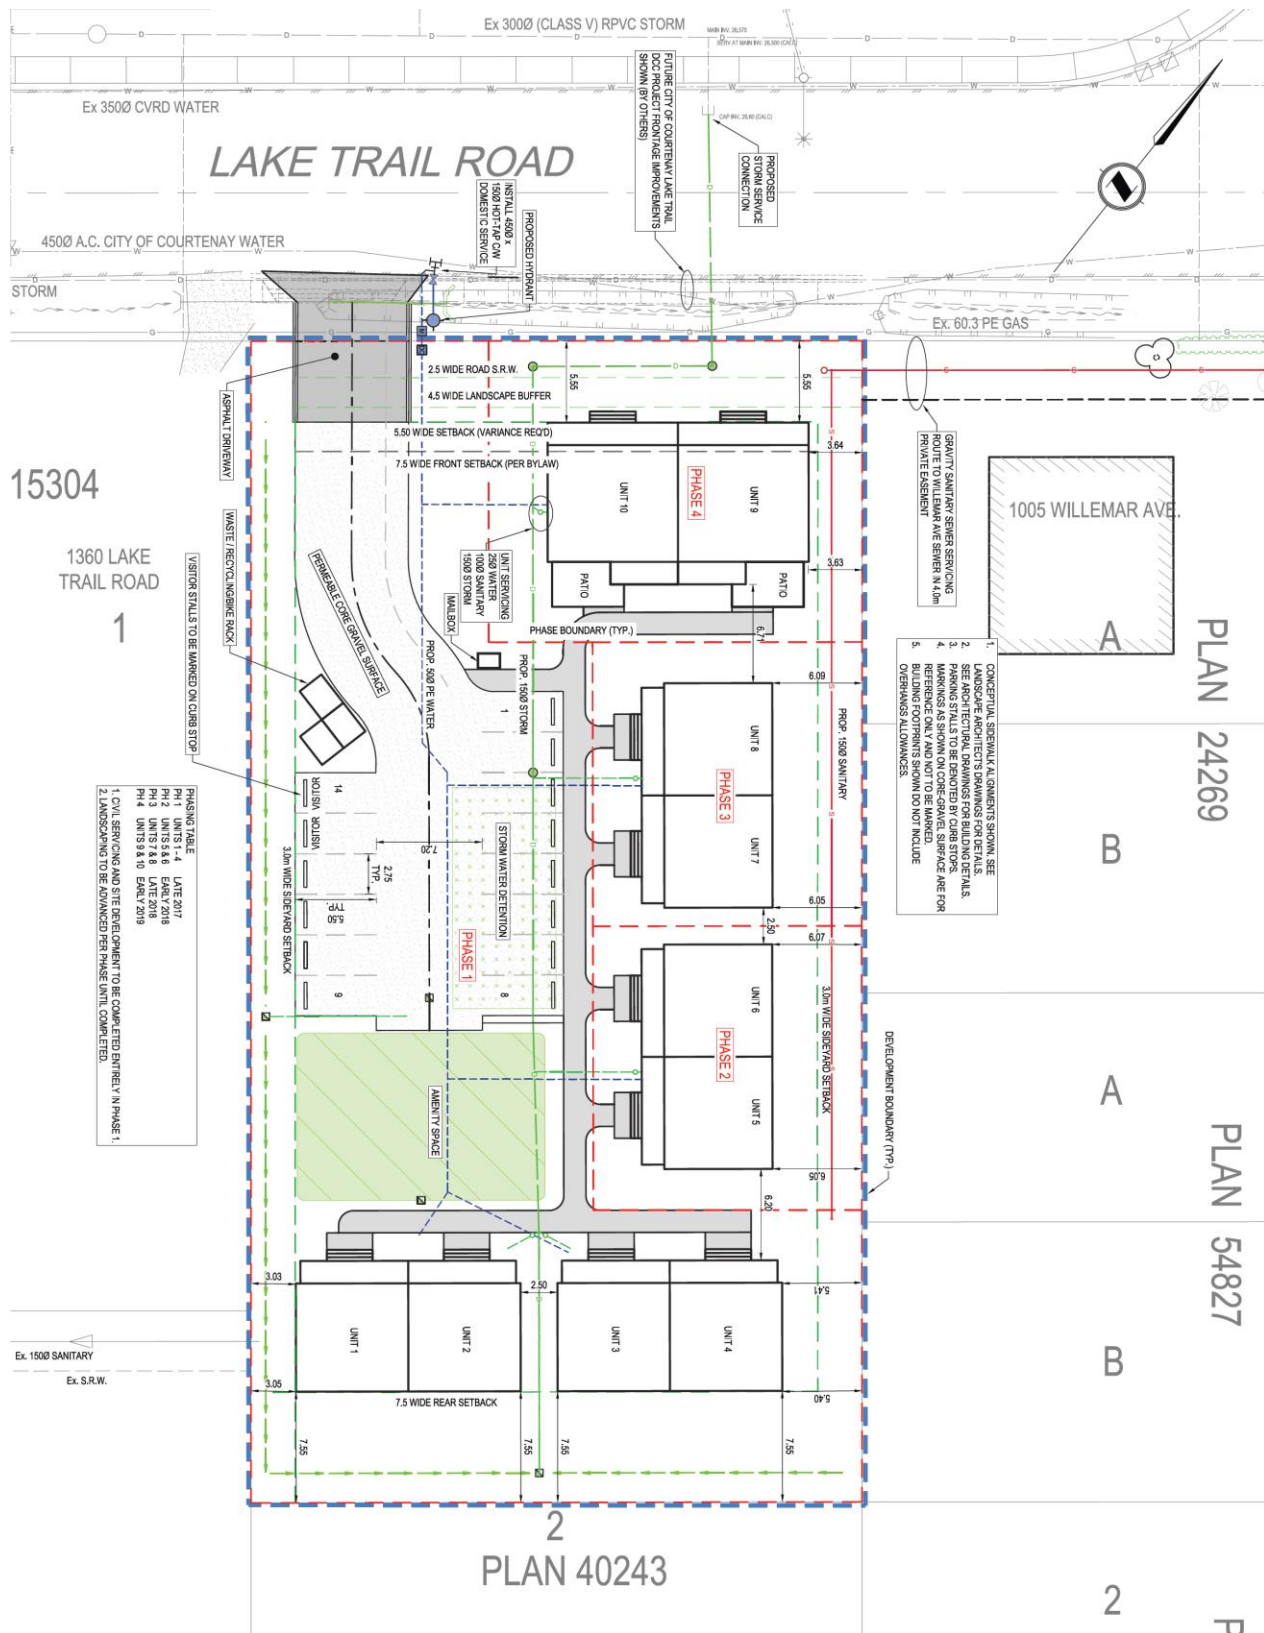 Ex 300Ø (CLASS V) RPVC STORM
MAIN INV. 28.575
SERV AT MAIN INV. 28.590 (CALC)
Ex 350Ø CVRD WATER
FUTURE CITY OF COURTENAY LAKE TRAIL
DCC PROJECT FRONTAGE IMPROVEMENTS
SHOWN (BY OTHERS)
CAP INV. 28.60 (CALC)
LAKE TRAIL ROAD
PROPOSED
STORM SERVICE
CONNECTION
INSTALL 450Ø x
150Ø HOT-TAP C/W
DOMESTIC SERVICE
PROPOSED HYDRANT
450Ø A.C. CITY OF COURTENAY WATER
STORM
Ex. 60.3 PE GAS
2.5 WIDE ROAD S.R.W.
4.5 WIDE LANDSCAPE BUFFER
5.50 WIDE SETBACK (VARIANCE REQ'D)
7.5 WIDE FRONT SETBACK (PER BYLAW)
5.55
5.55
3.64
3.63
ASPHALT DRIVEWAY
15304
1360 LAKE
TRAIL ROAD
1
UNIT 10
PHASE 4
UNIT 9
PATIO
PATIO
GRAVITY SANITARY SEWER SERVICING
ROUTE TO WILLEMAR AVE SEWER IN 4.0m
PRIVATE EASEMENT
1005 WILLEMAR AVE.
WASTE / RECYCLING/BIKE RACK
VISITOR STALLS TO BE MARKED ON CURB STOP
PERMEABLE CORE GRAVEL SURFACE
UNIT SERVICING
25Ø WATER
100Ø SANITARY
150Ø STORM
MAILBOX
PHASE BOUNDARY (TYP.)
6.71
6.09
PROP. 50Ø PE WATER
PROP. 150Ø STORM
PROP. 150Ø SANITARY
1. CONCEPTUAL SIDEWALK ALIGNMENTS SHOWN, SEE
LANDSCAPE ARCHITECTS DRAWINGS FOR DETAILS.
2. SEE ARCHITECTURAL DRAWINGS FOR BUILDING DETAILS.
3. PARKING STALLS TO BE DENOTED BY CURB STOPS.
4. MARKINGS AS SHOWN ON CORE-GRAVEL SURFACE ARE FOR
REFERENCE ONLY AND NOT TO BE MARKED.
5. BUILDING FOOTPRINTS SHOWN DO NOT INCLUDE
OVERHANGS ALLOWANCES.
A
PLAN 24269
B
1
14
VISITOR
VISITOR
UNIT 8
PHASE 3
UNIT 7
7.20
2.75
TYP.
5.50
TYP.
STORM WATER DETENTION
PHASE 1
8
9
3.0m WIDE SIDEYARD SETBACK
PHASING TABLE
PH 1 UNITS 1 - 4 LATE 2017
PH 2 UNITS 5 & 6 EARLY 2018
PH 3 UNITS 7 & 8 LATE 2018
PH 4 UNITS 9 & 10 EARLY 2019
1. CIVIL SERVICING AND SITE DEVELOPMENT TO BE COMPLETED ENTIRELY IN PHASE 1.
2. LANDSCAPING TO BE ADVANCED PER PHASE UNTIL COMPLETED.
6.05
2.50
6.07
UNIT 6
PHASE 2
UNIT 5
3.0m WIDE SIDEYARD SETBACK
DEVELOPMENT BOUNDARY (TYP.)
A
PLAN 54827
B
AMENITY SPACE
6.05
6.20
3.03
2.50
5.41
UNIT 1
UNIT 2
UNIT 3
UNIT 4
Ex. 150Ø SANITARY
Ex. S.R.W.
3.05
7.5 WIDE REAR SETBACK
5.40
7.55
7.55
7.55
7.55
2
PLAN 40243
2
P